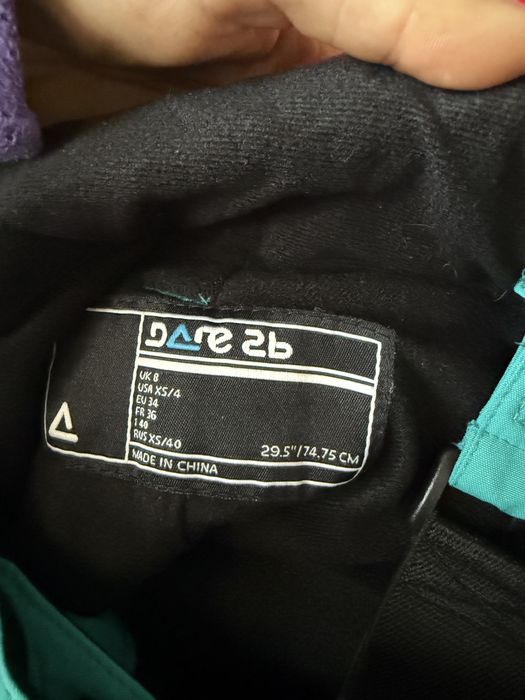 DARE 2b
UK 8
USA XS/4
EU 34
FR 36
I 40
RUS XS/40
29.5"/74.75 CM
MADE IN CHINA